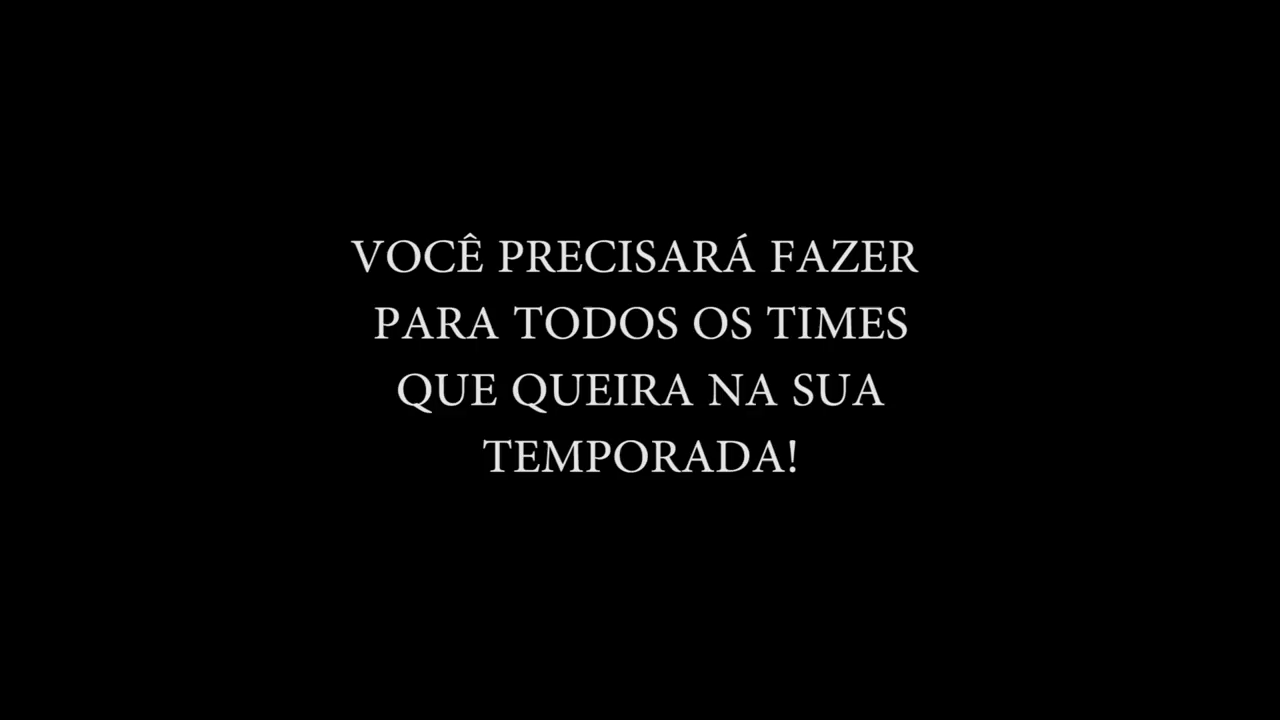 VOCÊ PRECISARÁ FAZER
PARA TODOS OS TIMES
QUE QUEIRA NA SUA
TEMPORADA!